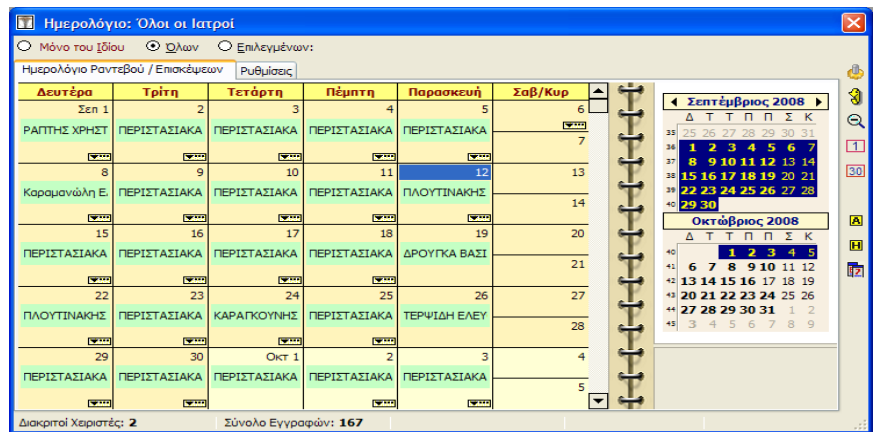 Ημερολόγιο: Όλοι οι Ιατροί
Μόνο του Ιδίου Όλων Επιλεγμένων:
Ημερολόγιο Ραντεβού / Επισκέψεων Ρυθμίσεις
Δευτέρα Τρίτη Τετάρτη Πέμπτη Παρασκευή Σαβ/Κυρ
Σεπ 1 2 3 4 5 6
ΡΑΠΤΗΣ ΧΡΗΣΤ ΠΕΡΙΣΤΑΣΙΑΚΑ ΠΕΡΙΣΤΑΣΙΑΚΑ ΠΕΡΙΣΤΑΣΙΑΚΑ ΠΕΡΙΣΤΑΣΙΑΚΑ
7
8 9 10 11 12 13
Καραμανώλη Ε. ΠΕΡΙΣΤΑΣΙΑΚΑ ΠΕΡΙΣΤΑΣΙΑΚΑ ΠΕΡΙΣΤΑΣΙΑΚΑ ΠΛΟΥΤΙΝΑΚΗΣ
14
15 16 17 18 19 20
ΠΕΡΙΣΤΑΣΙΑΚΑ ΠΕΡΙΣΤΑΣΙΑΚΑ ΠΕΡΙΣΤΑΣΙΑΚΑ ΠΕΡΙΣΤΑΣΙΑΚΑ ΔΡΟΥΓΚΑ ΒΑΣΙ
21
22 23 24 25 26 27
ΠΛΟΥΤΙΝΑΚΗΣ ΠΕΡΙΣΤΑΣΙΑΚΑ ΚΑΡΑΓΚΟΥΝΗΣ ΠΕΡΙΣΤΑΣΙΑΚΑ ΤΕΡΨΙΔΗ ΕΛΕΥ
28
29 30 Οκτ 1 2 3 4
ΠΕΡΙΣΤΑΣΙΑΚΑ ΠΕΡΙΣΤΑΣΙΑΚΑ ΠΕΡΙΣΤΑΣΙΑΚΑ ΠΕΡΙΣΤΑΣΙΑΚΑ ΠΕΡΙΣΤΑΣΙΑΚΑ
5
Σεπτέμβριος 2008
Δ Τ Τ Π Π Σ Κ
35 25 26 27 28 29 30 31
36 1 2 3 4 5 6 7
37 8 9 10 11 12 13 14
38 15 16 17 18 19 20 21
39 22 23 24 25 26 27 28
40 29 30
Οκτώβριος 2008
Δ Τ Τ Π Π Σ Κ
40 1 2 3 4 5
41 6 7 8 9 10 11 12
42 13 14 15 16 17 18 19
43 20 21 22 23 24 25 26
44 27 28 29 30 31 1 2
45 3 4 5 6 7 8 9
1
30
A
H
Διακριτοί Χειριστές: 2 Σύνολο Εγγραφών: 167